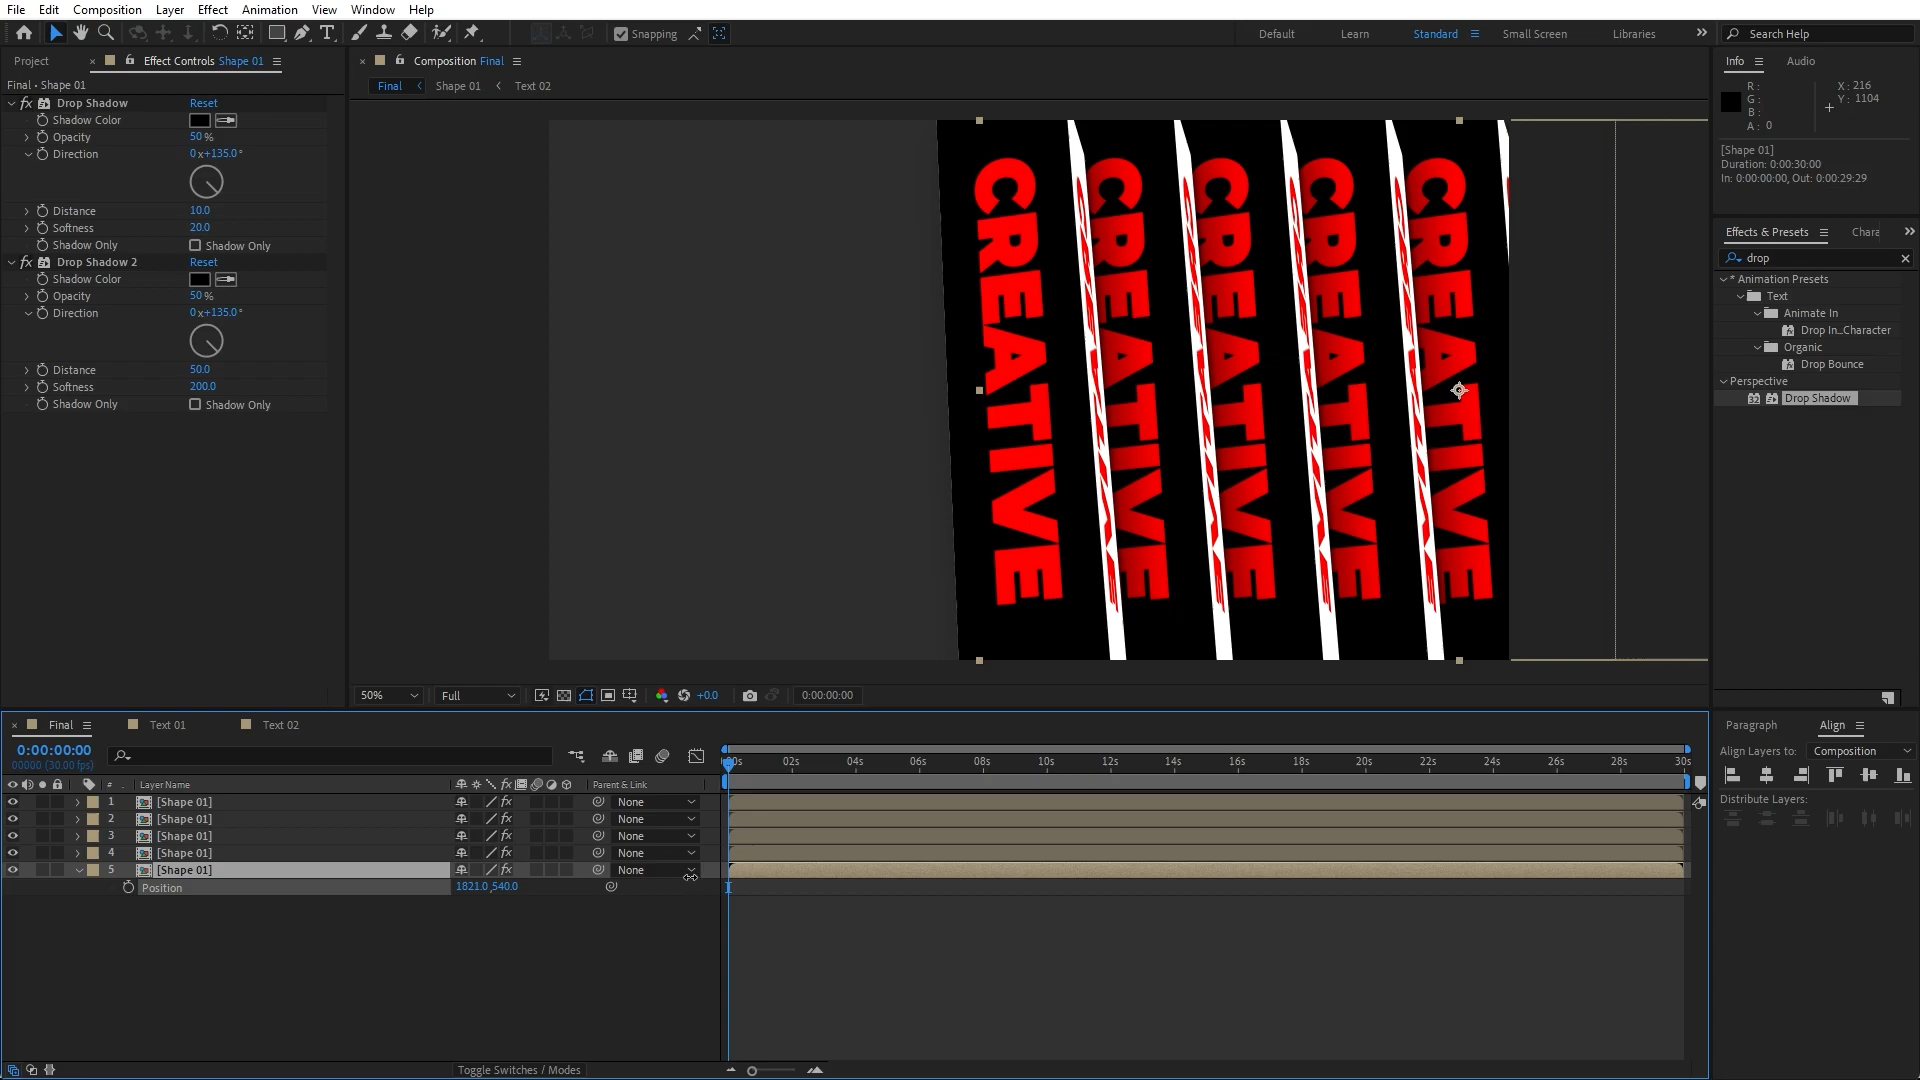 File Edit Composition Layer Effect Animation View Window Help
Snapping
Default Learn Standard Small Screen Libraries Search Help
Project Effect Controls Shape 01
Final • Shape 01
fx Drop Shadow Reset
Shadow Color
Opacity 50 %
Direction 0x+135.0°
Distance 10.0
Softness 20.0
Shadow Only Shadow Only
fx Drop Shadow 2 Reset
Shadow Color
Opacity 50 %
Direction 0x+135.0°
Distance 50.0
Softness 200.0
Shadow Only Shadow Only
Composition Final
Final Shape 01 Text 02
CREATIVE
CREATIVE
CREATIVE
CREATIVE
CREATIVE
50% Full +0.0 0:00:00:00
Info Audio
R: X: 216
G: Y: 1104
B:
A: 0
[Shape 01]
Duration: 0:00:30:00
In: 0:00:00:00, Out: 0:00:29:29
Effects & Presets Chara
drop
* Animation Presets
Text
Animate In
Drop In...Character
Organic
Drop Bounce
Perspective
32 Drop Shadow
Final Text 01 Text 02
0:00:00:00
00000 (30.00 fps)
# Layer Name fx Parent & Link
1 [Shape 01] fx None
2 [Shape 01] fx None
3 [Shape 01] fx None
4 [Shape 01] fx None
5 [Shape 01] fx None
Position 1821.0,540.0
00s 02s 04s 06s 08s 10s 12s 14s 16s 18s 20s 22s 24s 26s 28s 30s
Toggle Switches / Modes
Paragraph Align
Align Layers to: Composition
Distribute Layers: